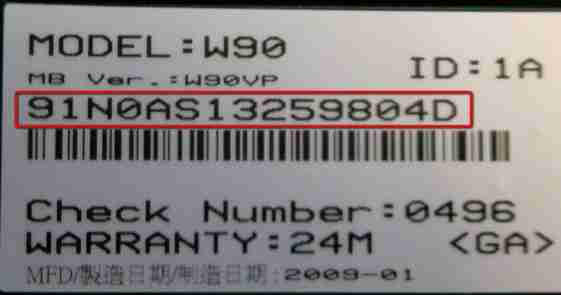 MODEL:W90
MB Ver.:W90VP
ID:1A
91N0AS13259804D
Check Number:0496
WARRANTY:24M <GA>
MFD/製造日期/制造日期:2009-01